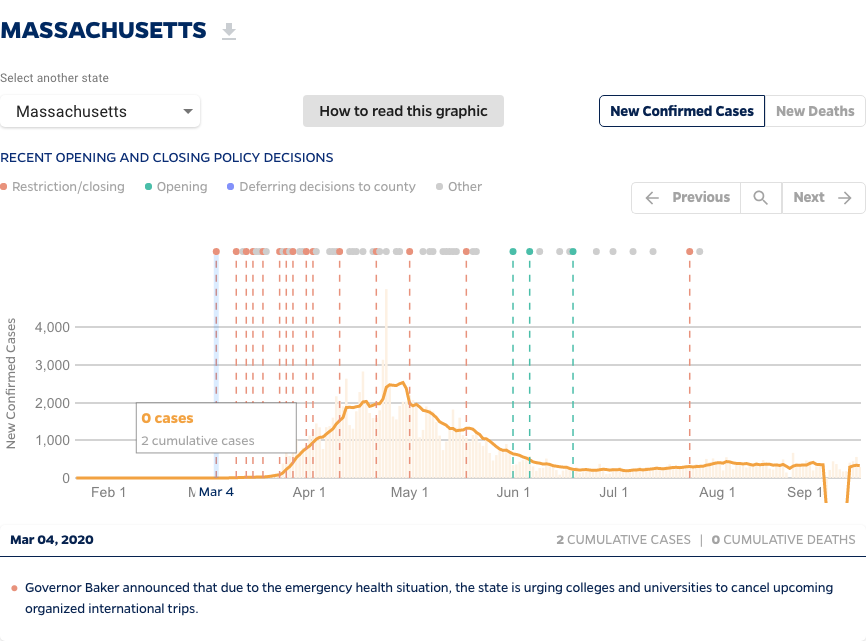 MASSACHUSETTS
Select another state
Massachusetts
How to read this graphic
New Confirmed Cases
New Deaths
RECENT OPENING AND CLOSING POLICY DECISIONS
Restriction/closing
Opening
Deferring decisions to county
Other
Previous
Next
New Confirmed Cases
4,000
3,000
2,000
1,000
0
0 cases
2 cumulative cases
Feb 1
Mar 4
Apr 1
May 1
Jun 1
Jul 1
Aug 1
Sep 1
Mar 04, 2020
2 CUMULATIVE CASES | 0 CUMULATIVE DEATHS
Governor Baker announced that due to the emergency health situation, the state is urging colleges and universities to cancel upcoming
organized international trips.